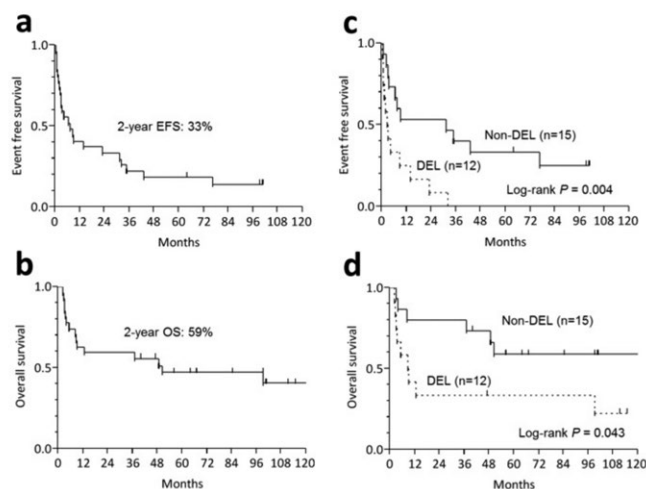 a
Event free survival
1.0
0.5
0.0
2-year EFS: 33%
0 12 24 36 48 60 72 84 96 108 120
Months
b
Overall survival
1.0
0.5
0.0
2-year OS: 59%
0 12 24 36 48 60 72 84 96 108 120
Months
c
Event free survival
1.0
0.5
0.0
Non-DEL (n=15)
DEL (n=12)
Log-rank P = 0.004
0 12 24 36 48 60 72 84 96 108 120
Months
d
Overall survival
1.0
0.5
0.0
Non-DEL (n=15)
DEL (n=12)
Log-rank P = 0.043
0 12 24 36 48 60 72 84 96 108 120
Months